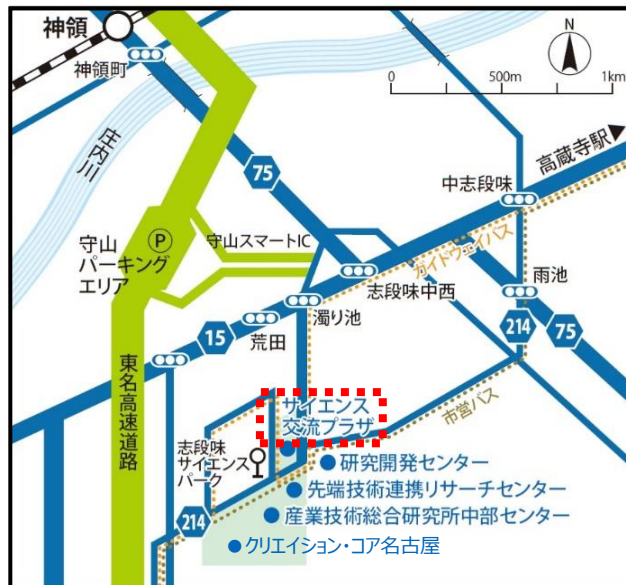 神領
神領町
庄内川
N
0 500m 1km
高蔵寺駅
75
中志段味
守山
パーキング
エリア
P
守山スマートIC
ガイドウェイバス
志段味中西
雨池
濁り池
荒田
15
214
75
東名高速道路
サイエンス
交流プラザ
市営バス
志段味
サイエンス
パーク
研究開発センター
先端技術連携リサーチセンター
214
産業技術総合研究所中部センター
クリエイション・コア名古屋